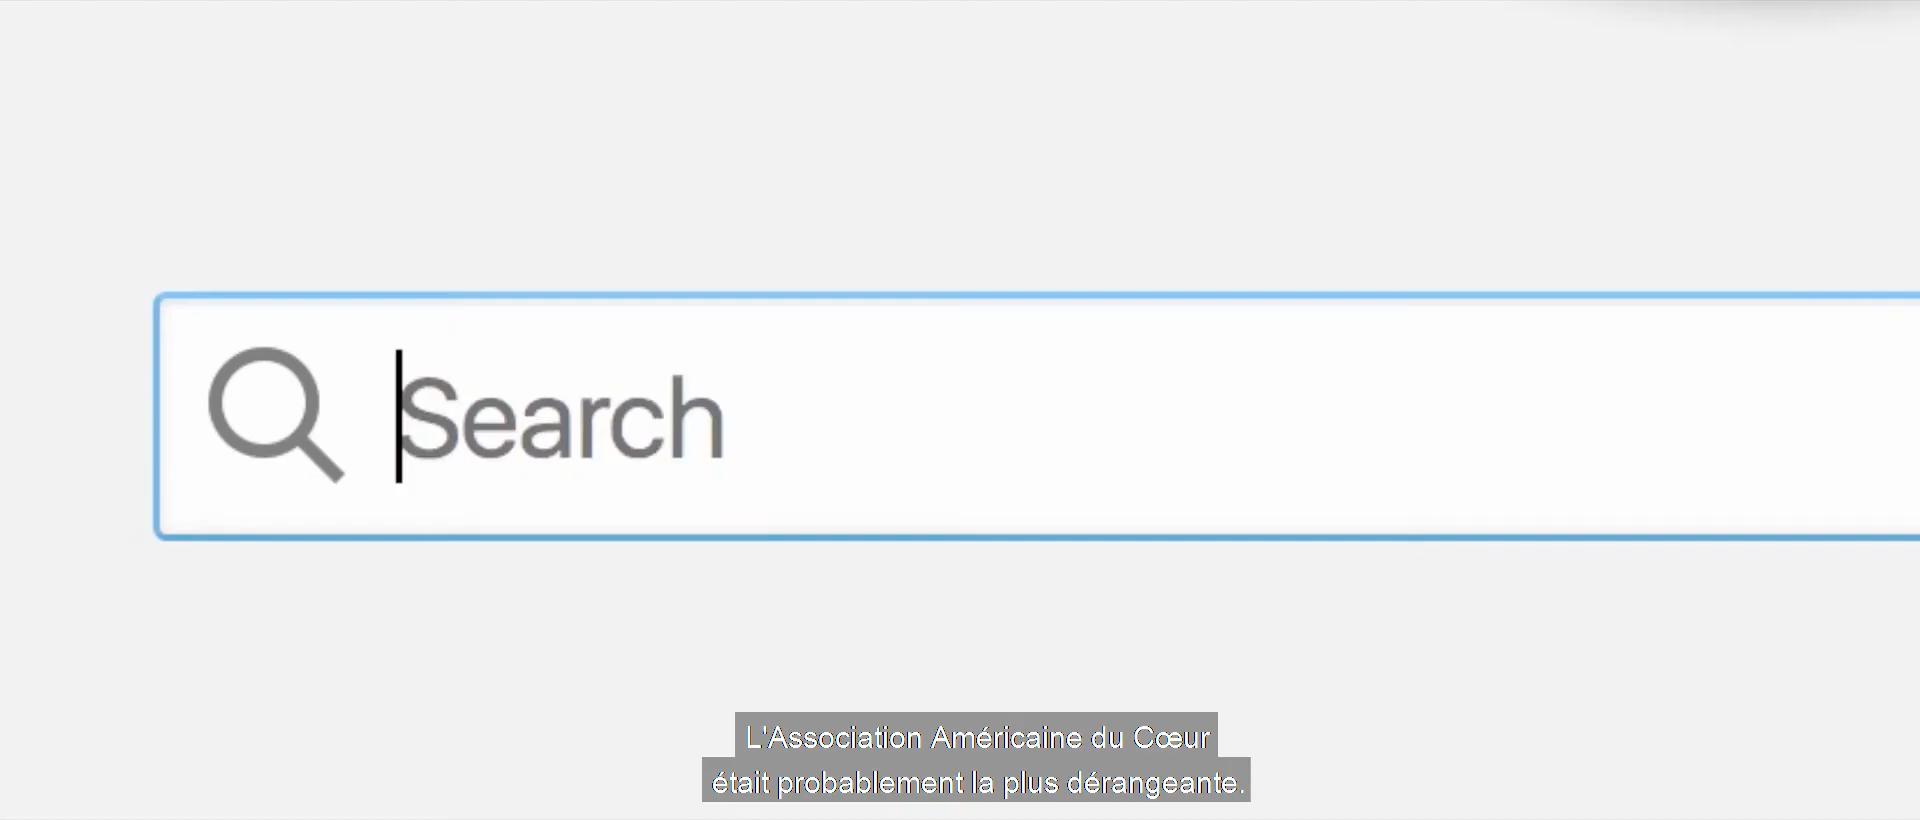 Search
L'Association Américaine du Cœur
était probablement la plus dérangeante.